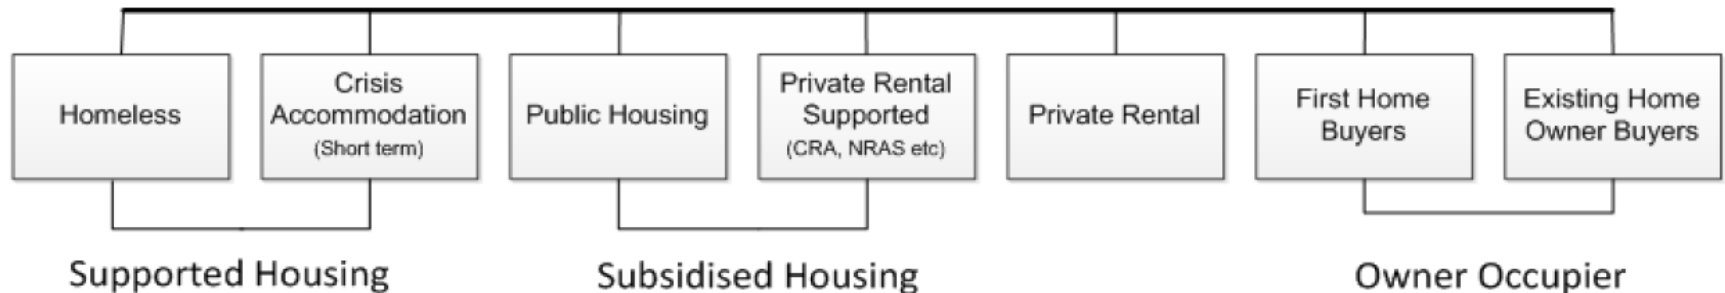 Homeless
Crisis
Accommodation
(Short term)
Public Housing
Private Rental
Supported
(CRA, NRAS etc)
Private Rental
First Home
Buyers
Existing Home
Owner Buyers
Supported Housing
Subsidised Housing
Owner Occupier